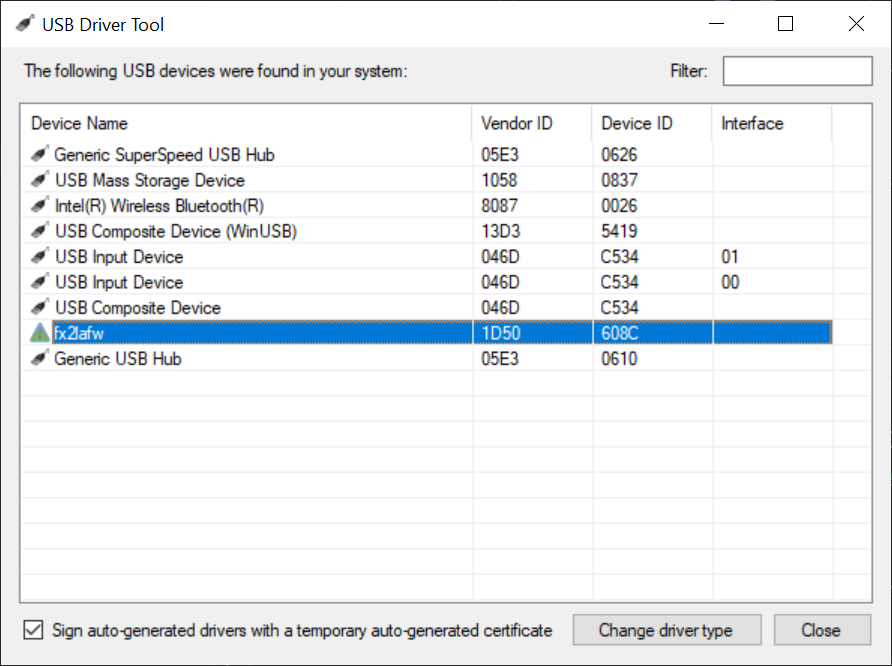 USB Driver Tool
The following USB devices were found in your system: Filter:
Device Name Vendor ID Device ID Interface
Generic SuperSpeed USB Hub 05E3 0626
USB Mass Storage Device 1058 0837
Intel(R) Wireless Bluetooth(R) 8087 0026
USB Composite Device (WinUSB) 13D3 5419
USB Input Device 046D C534 01
USB Input Device 046D C534 00
USB Composite Device 046D C534
fx2lafw 1D50 608C
Generic USB Hub 05E3 0610
Sign auto-generated drivers with a temporary auto-generated certificate Change driver type Close